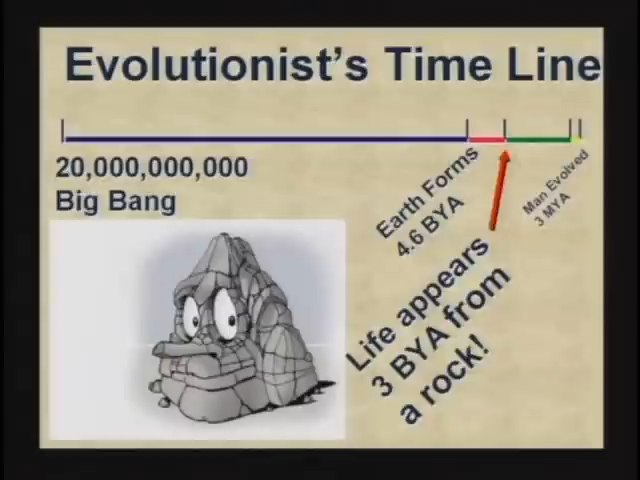 Evolutionist's Time Line
20,000,000,000
Big Bang
Earth Forms
4.6 BYA
Man Evolved
3 MYA
Life appears
3 BYA from
a rock!